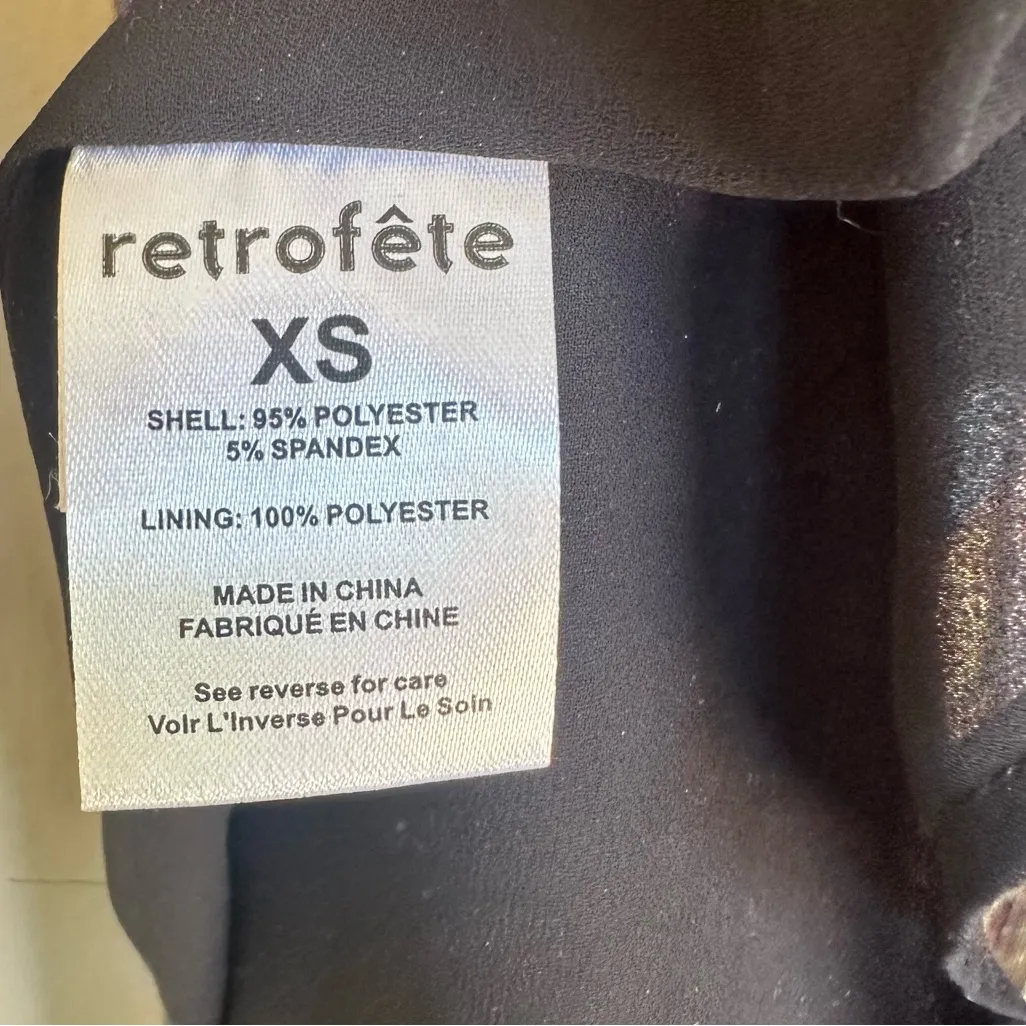 retrofête
XS
SHELL: 95% POLYESTER
5% SPANDEX
LINING: 100% POLYESTER
MADE IN CHINA
FABRIQUÉ EN CHINE
See reverse for care
Voir L'Inverse Pour Le Soin